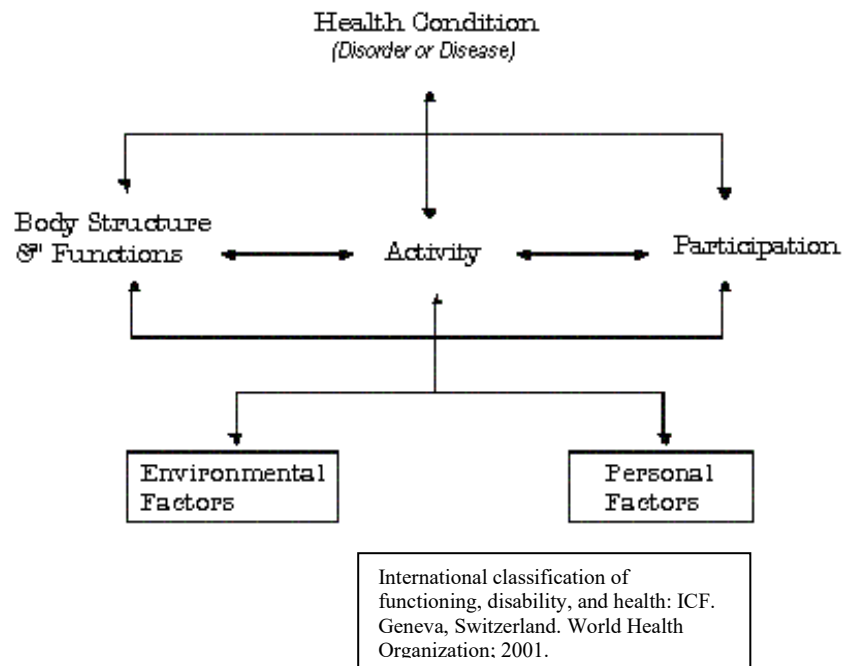 Health Condition
(Disorder or Disease)
Body Structure
&" Functions
Activity
Participation
Environmental
Factors
Personal
Factors
International classification of
functioning, disability, and health: ICF.
Geneva, Switzerland. World Health
Organization; 2001.